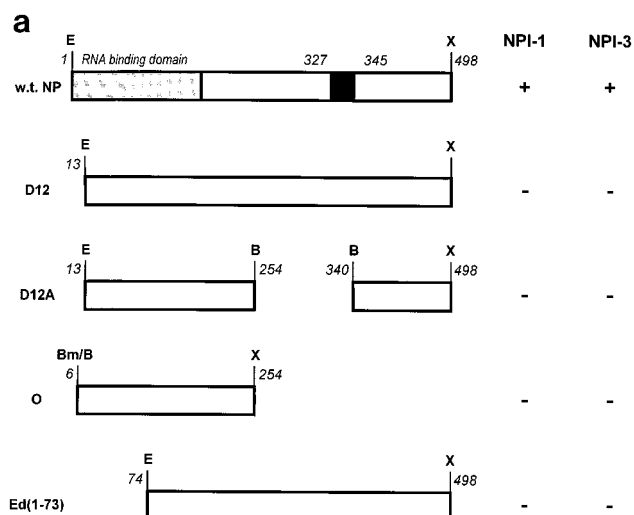 a
E X NPI-1 NPI-3
1 RNA binding domain 327 345 498
w.t. NP + +
E X
13
D12 - -
E B B X
13 254 340 498
D12A - -
Bm/B X
6 254
O - -
E X
74 498
Ed(1-73) - -